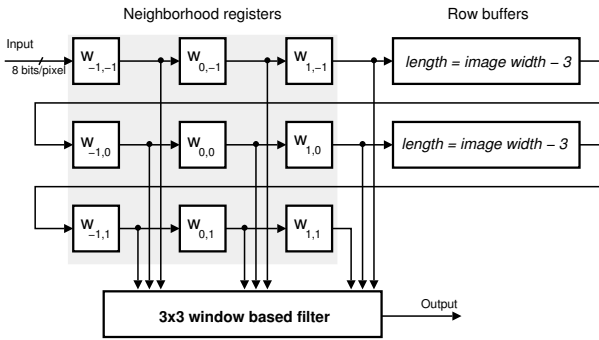 Neighborhood registers
Row buffers
Input
8 bits/pixel
W−1,−1
W0,−1
W1,−1
length = image width − 3
W−1,0
W0,0
W1,0
length = image width − 3
W−1,1
W0,1
W1,1
3x3 window based filter
Output